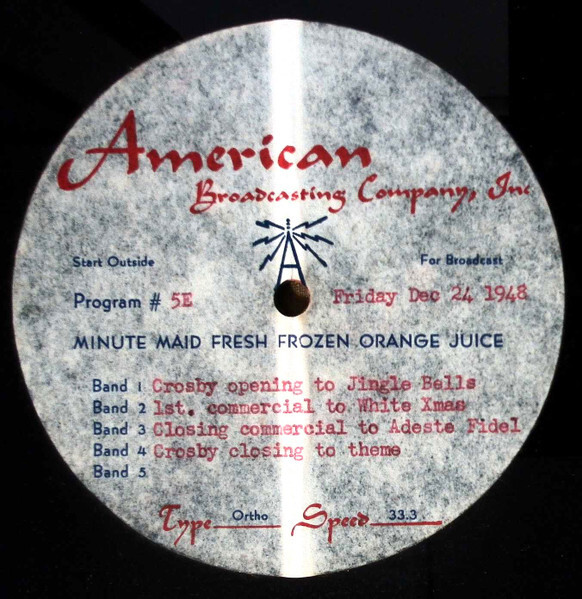 American
Broadcasting Company, Inc
Start Outside For Broadcast
Program # 5E Friday Dec 24 1948
MINUTE MAID FRESH FROZEN ORANGE JUICE
Band 1 Crosby opening to Jingle Bells
Band 2 1st. commercial to White Xmas
Band 3 Closing commercial to Adeste Fidel
Band 4 Crosby closing to theme
Band 5
Type Ortho Speed 33.3